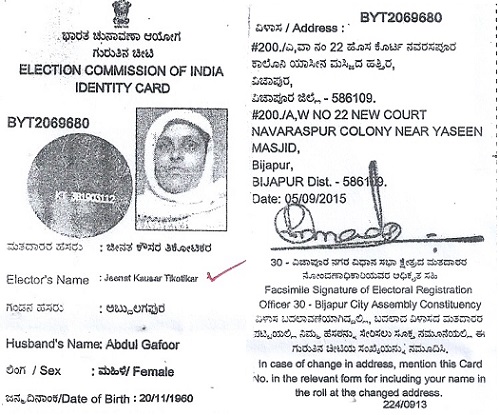 ಭಾರತ ಚುನಾವಣಾ ಆಯೋಗ
ಗುರುತಿನ ಚೀಟಿ
ELECTION COMMISSION OF INDIA
IDENTITY CARD
BYT2069680
ಮತದಾರರ ಹೆಸರು : ಜೀನತ ಕೌಸರ ತಿಕೋಟಿಕರ
Elector's Name : Jeenat Kausar Tikotikar
ಗಂಡನ ಹೆಸರು : ಅಬ್ದುಲಗಫೂರ
Husband's Name: Abdul Gafoor
ಲಿಂಗ / Sex : ಮಹಿಳೆ/ Female
ಜನ್ಮ ದಿನಾಂಕ/Date of Birth : 20/11/1960
BYT2069680
ವಿಳಾಸ / Address :
#200./ಎ,ವಾ ನಂ 22 ಹೊಸ ಕೋರ್ಟ ನವರಸಪೂರ
ಕಾಲೋನಿ ಯಾಸೀನ ಮಸ್ಜಿದ ಹತ್ತಿರ,
ವಿಜಾಪುರ,
ವಿಜಾಪೂರ ಜಿಲ್ಲೆ - 586109.
#200./A,W NO 22 NEW COURT
NAVARASPUR COLONY NEAR YASEEN
MASJID,
Bijapur,
BIJAPUR Dist. - 586109.
Date: 05/09/2015
30 - ವಿಜಾಪುರ ನಗರ ವಿಧಾನ ಸಭಾ ಕ್ಷೇತ್ರದ ಮತದಾರರ
ನೋಂದಣಾಧಿಕಾರಿಯವರ ಅಧಿಕೃತ ಸಹಿ
Facsimile Signature of Electoral Registration
Officer 30 - Bijapur City Assembly Constituency
ವಿಳಾಸ ಬದಲಾವಣೆಯಾಗಿದ್ದಲ್ಲಿ, ಬದಲಾದ ವಿಳಾಸದ ಮತದಾರರ
ಪಟ್ಟಿಯಲ್ಲಿ ನಿಮ್ಮ ಹೆಸರನ್ನು ಸೇರಿಸಲು ಸೂಕ್ತ ನಮೂನೆಯಲ್ಲಿ ಈ
ಗುರುತಿನ ಚೀಟಿಯ ಸಂಖ್ಯೆಯನ್ನು ನಮೂದಿಸಿ.
In case of change in address, mention this Card
No. in the relevant form for including your name in
the roll at the changed address.
224/0913